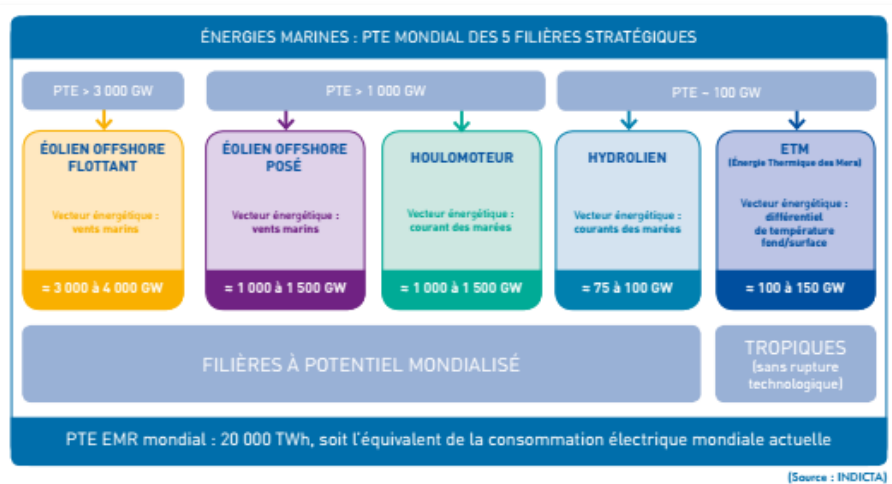 ÉNERGIES MARINES : PTE MONDIAL DES 5 FILIÈRES STRATÉGIQUES
PTE > 3 000 GW
PTE > 1 000 GW
PTE ~ 100 GW
ÉOLIEN OFFSHORE
FLOTTANT
Vecteur énergétique :
vents marins
= 3 000 à 4 000 GW
ÉOLIEN OFFSHORE
POSÉ
Vecteur énergétique :
vents marins
= 1 000 à 1 500 GW
HOULOMOTEUR
Vecteur énergétique :
courant des marées
= 1 000 à 1 500 GW
HYDROLIEN
Vecteur énergétique :
courants des marées
= 75 à 100 GW
ETM
(Énergie Thermique des Mers)
Vecteur énergétique :
différentiel
de température
fond/surface
= 100 à 150 GW
FILIÈRES À POTENTIEL MONDIALISÉ
TROPIQUES
(sans rupture
technologique)
PTE EMR mondial : 20 000 TWh, soit l'équivalent de la consommation électrique mondiale actuelle
(Source : INDICTA)